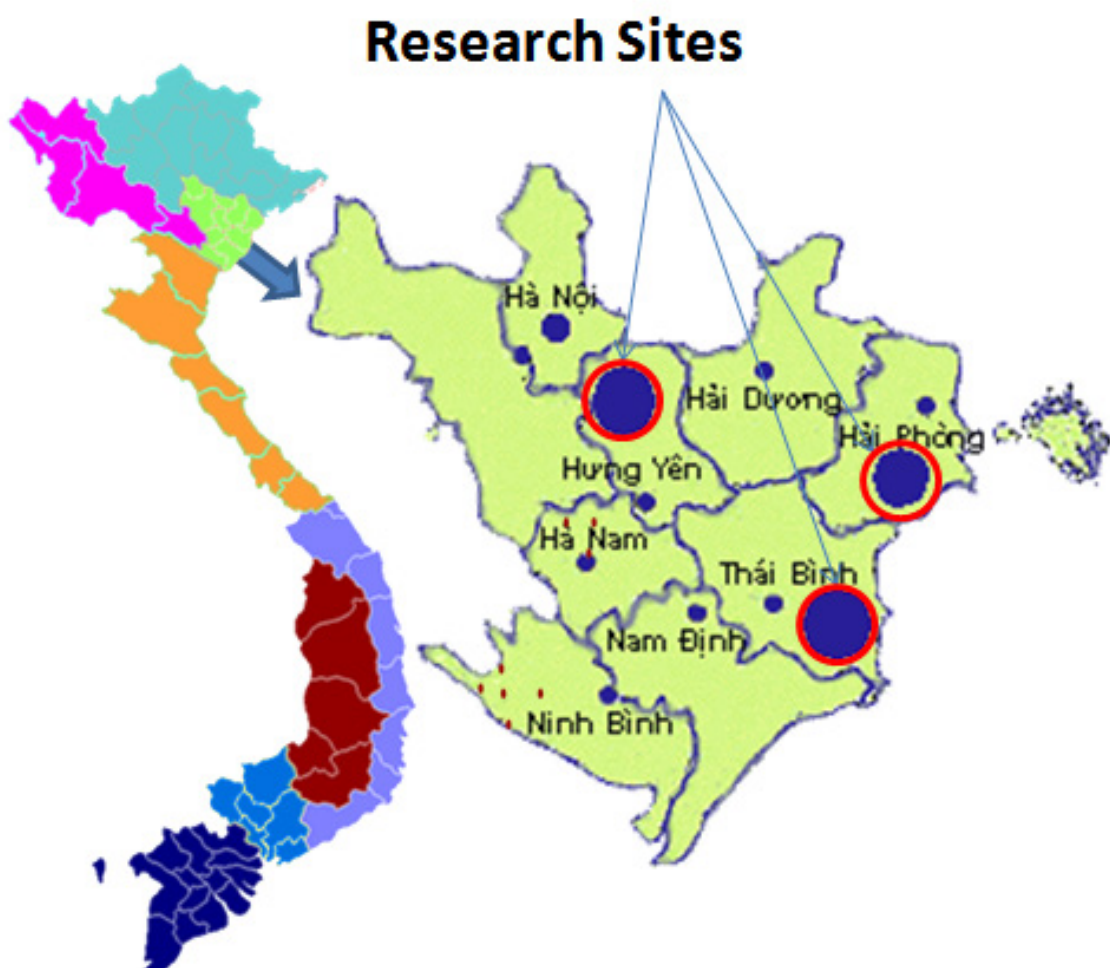 Research Sites
Hà Nội
Hải Dương
Hải Phòng
Hưng Yên
Hà Nam
Thái Bình
Nam Định
Ninh Bình